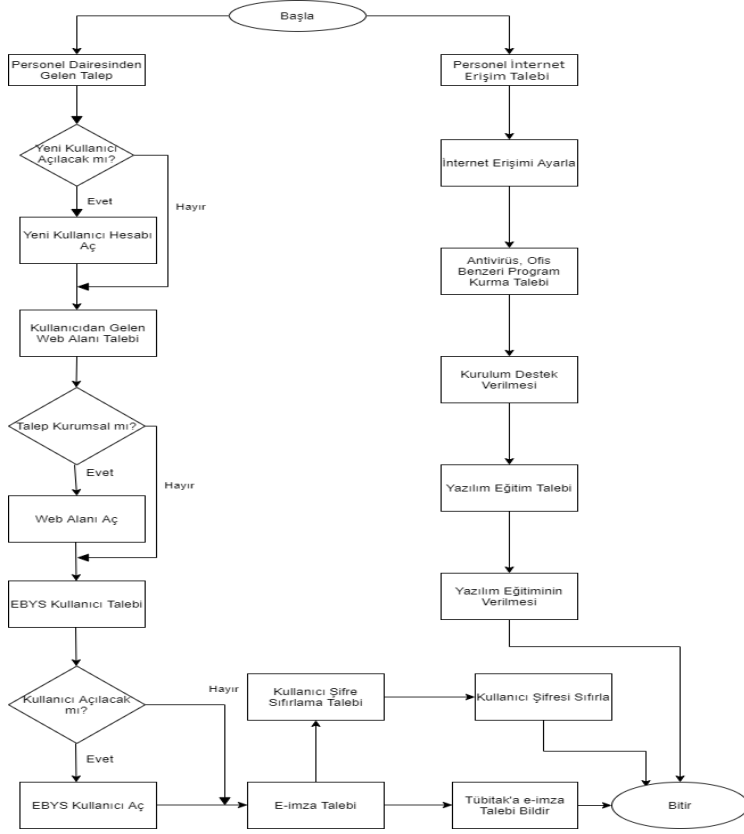 Başla
Personel Dairesinden
Gelen Talep
Personel İnternet
Erişim Talebi
Yeni Kullanıcı
Açılacak mı?
İnternet Erişimi Ayarla
Evet
Hayır
Yeni Kullanıcı Hesabı
Aç
Antivirüs, Ofis
Benzeri Program
Kurma Talebi
Kullanıcıdan Gelen
Web Alanı Talebi
Kurulum Destek
Verilmesi
Talep Kurumsal mı?
Evet
Hayır
Yazılım Eğitim Talebi
Web Alanı Aç
EBYS Kullanıcı Talebi
Yazılım Eğitiminin
Verilmesi
Kullanıcı Açılacak
mı?
Hayır
Kullanıcı Şifre
Sıfırlama Talebi
Kullanıcı Şifresi Sıfırla
Evet
EBYS Kullanıcı Aç
E-imza Talebi
Tübitak'a e-imza
Talebi Bildir
Bitir